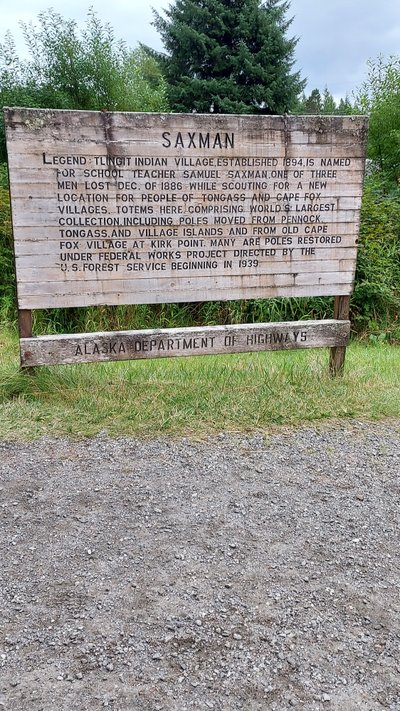 SAXMAN
LEGEND: TLINGIT INDIAN VILLAGE, ESTABLISHED 1894, IS NAMED
FOR SCHOOL TEACHER SAMUEL SAXMAN, ONE OF THREE
MEN LOST DEC. OF 1886 WHILE SCOUTING FOR A NEW
LOCATION FOR PEOPLE OF TONGASS AND CAPE FOX
VILLAGES. TOTEMS HERE, COMPRISING WORLD'S LARGEST
COLLECTION, INCLUDING POLES MOVED FROM PENNOCK,
TONGASS, AND VILLAGE ISLANDS AND FROM OLD CAPE
FOX VILLAGE AT KIRK POINT. MANY ARE POLES RESTORED
UNDER FEDERAL WORKS PROJECT DIRECTED BY THE
U.S. FOREST SERVICE BEGINNING IN 1939
ALASKA DEPARTMENT OF HIGHWAYS